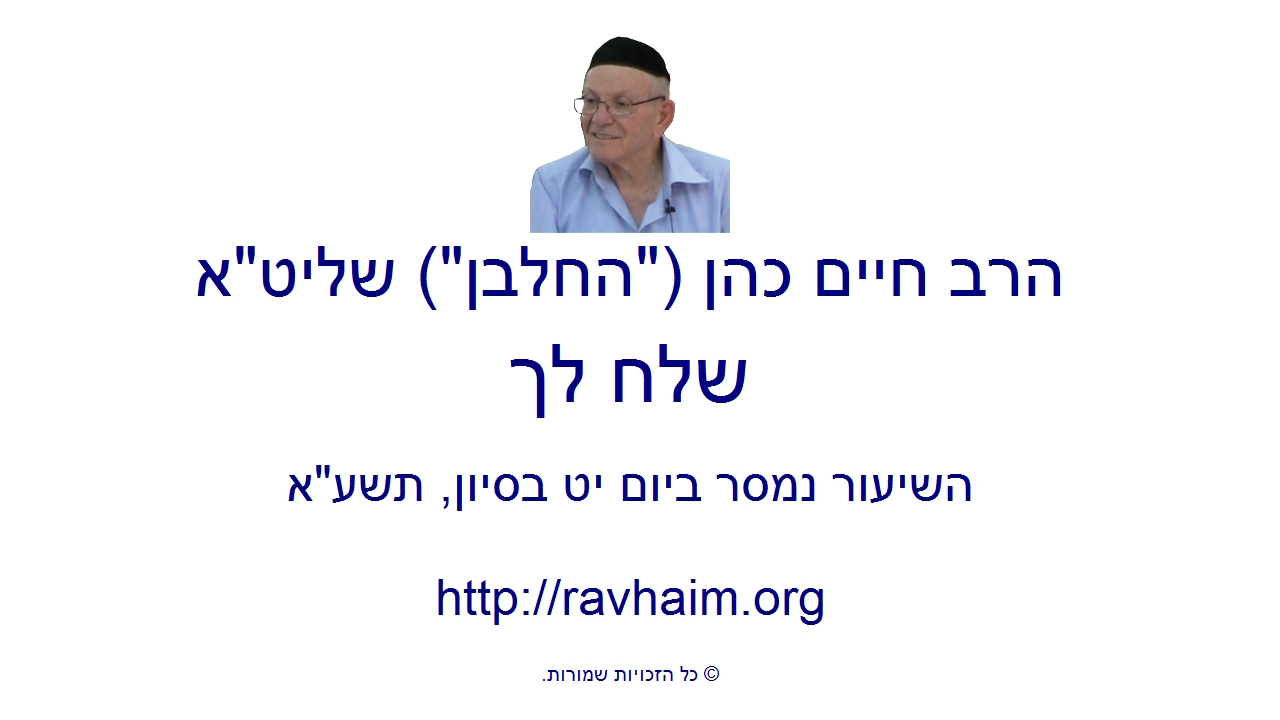 הרב חיים כהן ("החלבן") שליט"א
שלח לך
השיעור נמסר ביום יט בסיון, תשע"א
http://ravhaim.org
© כל הזכויות שמורות.